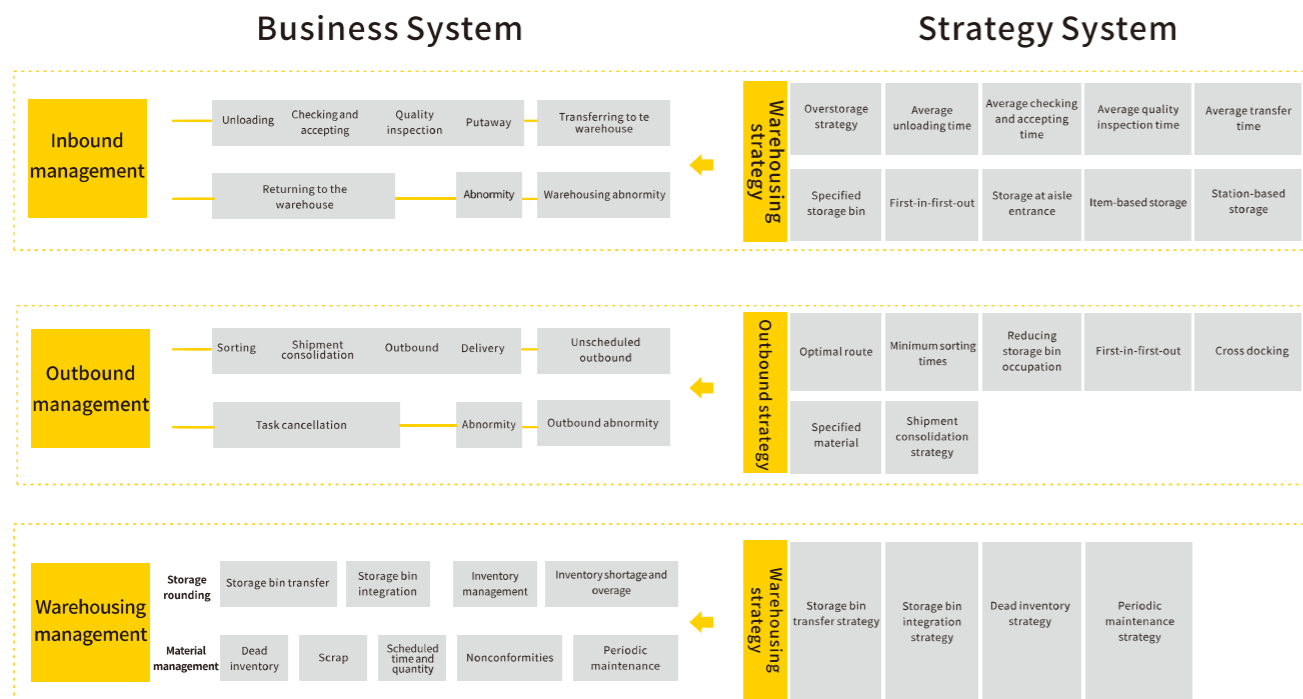 Business System
Strategy System
Inbound
management
Unloading
Checking and
accepting
Quality
inspection
Putaway
Transferring to te
warehouse
Returning to the
warehouse
Abnormity
Warehousing abnormity
Warehousing
strategy
Overstorage
strategy
Average
unloading time
Average checking
and accepting
time
Average quality
inspection time
Average transfer
time
Specified
storage bin
First-in-first-out
Storage at aisle
entrance
Item-based storage
Station-based
storage
Outbound
management
Sorting
Shipment
consolidation
Outbound
Delivery
Unscheduled
outbound
Task cancellation
Abnormity
Outbound abnormity
Outbound strategy
Optimal route
Minimum sorting
times
Reducing
storage bin
occupation
First-in-first-out
Cross docking
Specified
material
Shipment
consolidation
strategy
Warehousing
management
Storage
rounding
Storage bin transfer
Storage bin
integration
Inventory
management
Inventory shortage and
overage
Material
management
Dead
inventory
Scrap
Scheduled
time and
quantity
Nonconformities
Periodic
maintenance
Warehousing
strategy
Storage bin
transfer strategy
Storage bin
integration
strategy
Dead inventory
strategy
Periodic
maintenance
strategy